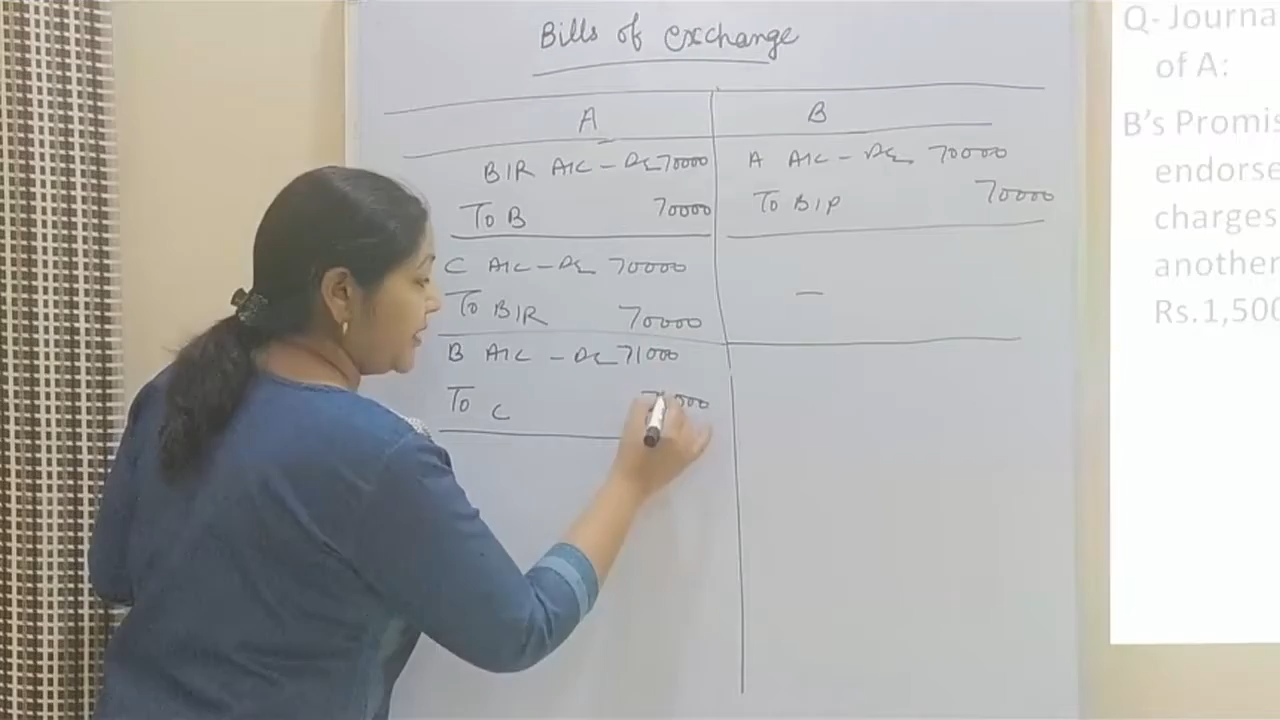 Bills of exchange
A
B
B/R A/c - Dr 70000
To B 70000
C A/c - Dr 70000
To B/R 70000
B A/c - Dr 71000
To C
A A/c - Dr 70000
To B/P 70000
—
Q- Journa
of A:
B's Promis
endorse
charges
another
Rs.1,500